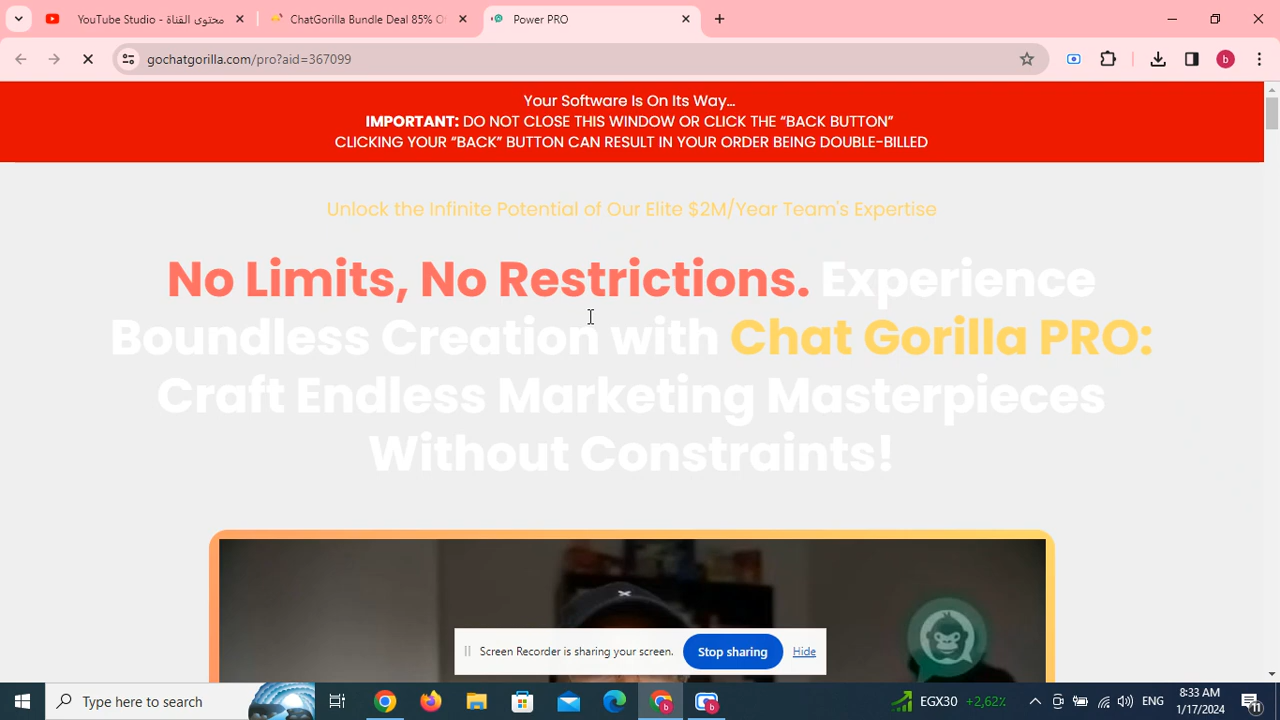 YouTube Studio - محتوى القناة
ChatGorilla Bundle Deal 85% O
Power PRO
gochatgorilla.com/pro?aid=367099
b
Your Software Is On Its Way...
IMPORTANT: DO NOT CLOSE THIS WINDOW OR CLICK THE “BACK BUTTON”
CLICKING YOUR “BACK” BUTTON CAN RESULT IN YOUR ORDER BEING DOUBLE-BILLED
Unlock the Infinite Potential of Our Elite $2M/Year Team's Expertise
No Limits, No Restrictions. Experience
Boundless Creation with Chat Gorilla PRO:
Craft Endless Marketing Masterpieces
Without Constraints!
Screen Recorder is sharing your screen. Stop sharing Hide
Type here to search
EGX30 +2,62%
ENG
8:33 AM
1/17/2024